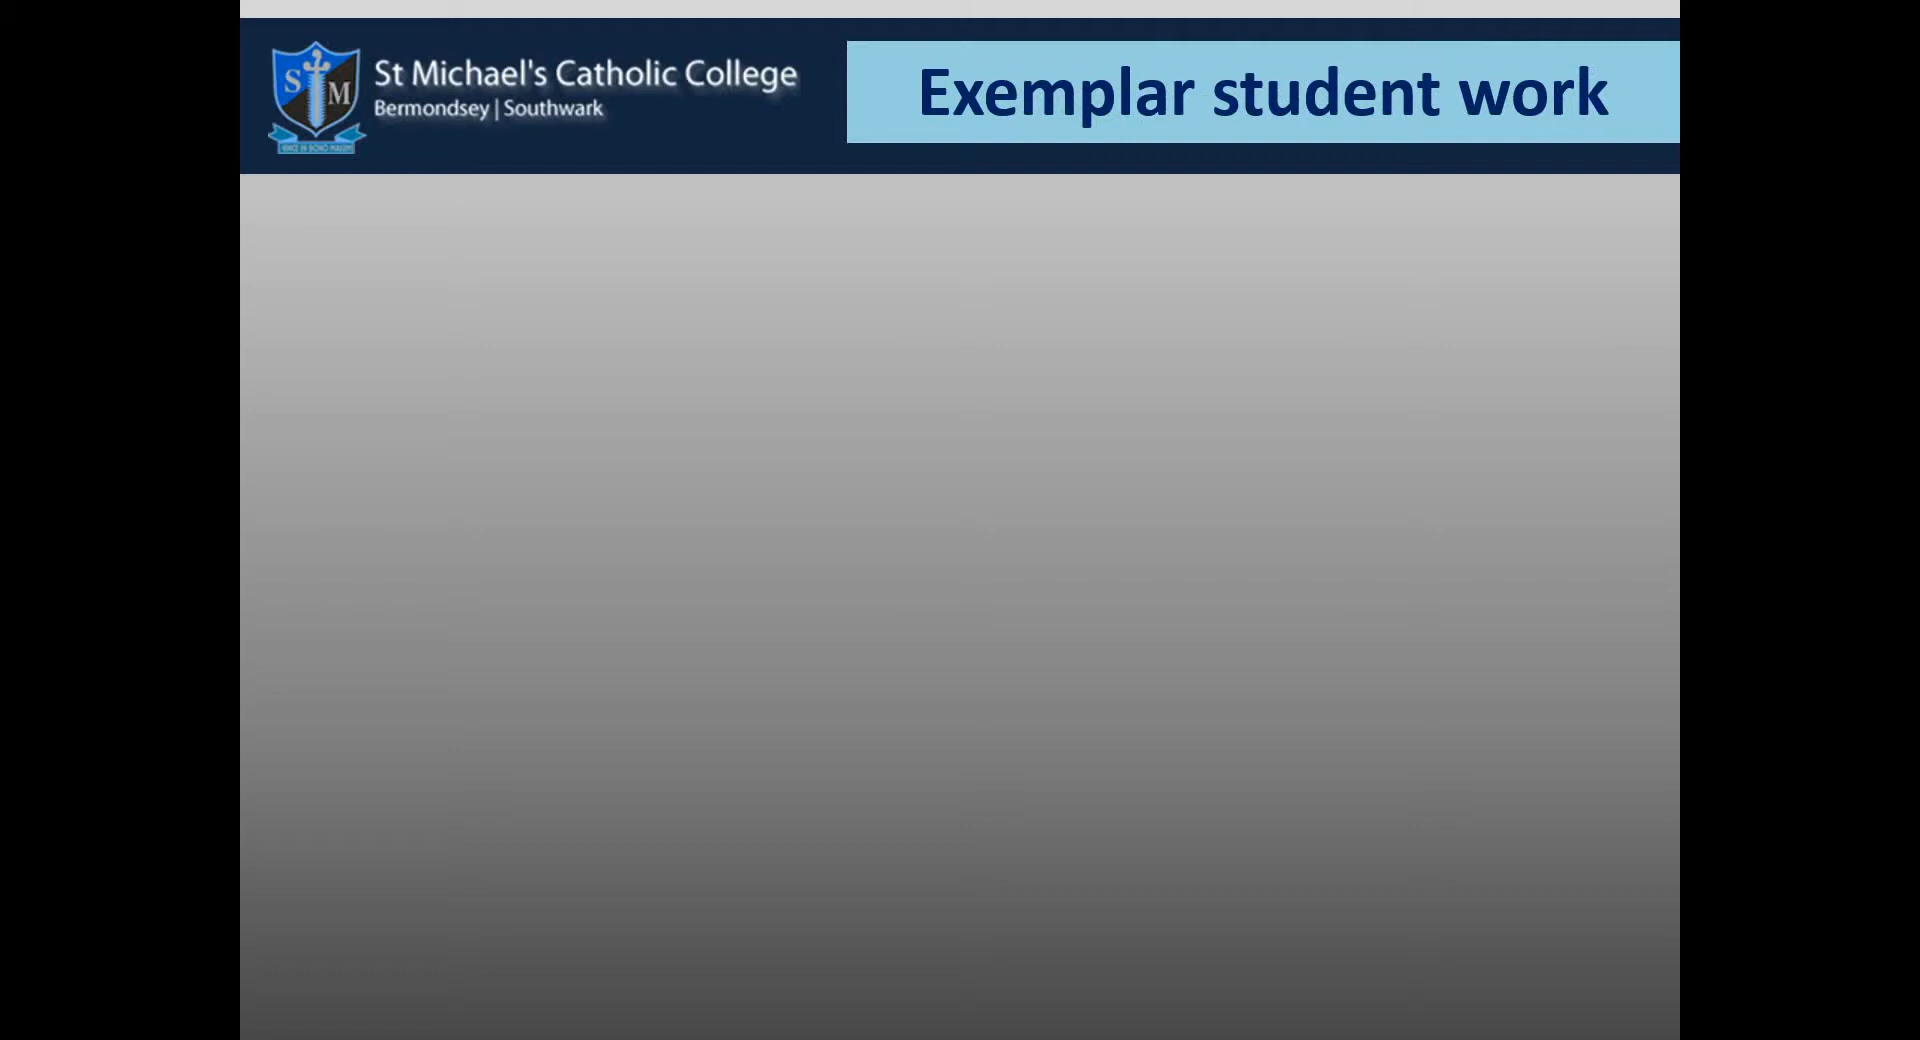 St Michael's Catholic College
Bermondsey | Southwark
Exemplar student work
S M